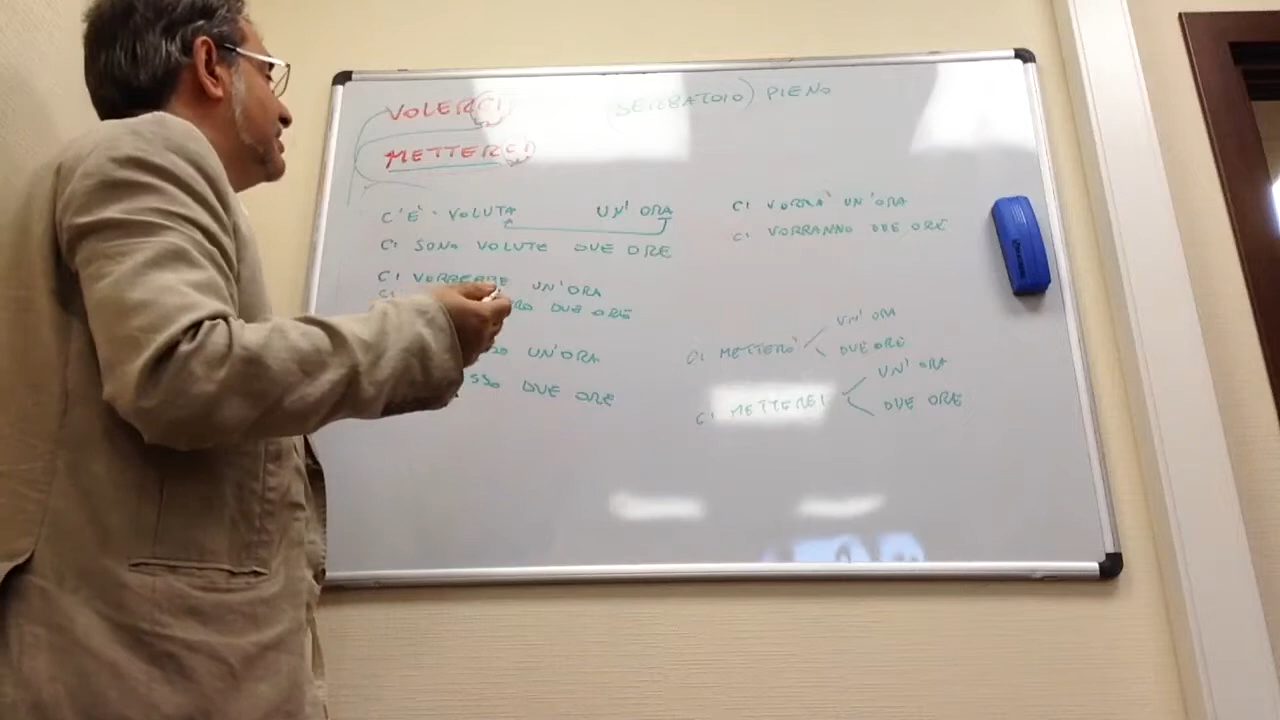 VOLERCI
(SERBATOIO) PIENO
METTERCI
C'È VOLUTA UN'ORA
CI SONO VOLUTE DUE ORE
CI VORREBBE UN'ORA
CI DUE ORE
UN'ORA
DUE ORE
CI VORRÀ UN'ORA
CI VORRANNO DUE ORE
CI METTERÒ UN'ORA
DUE ORE
CI METTEREI UN'ORA
DUE ORE